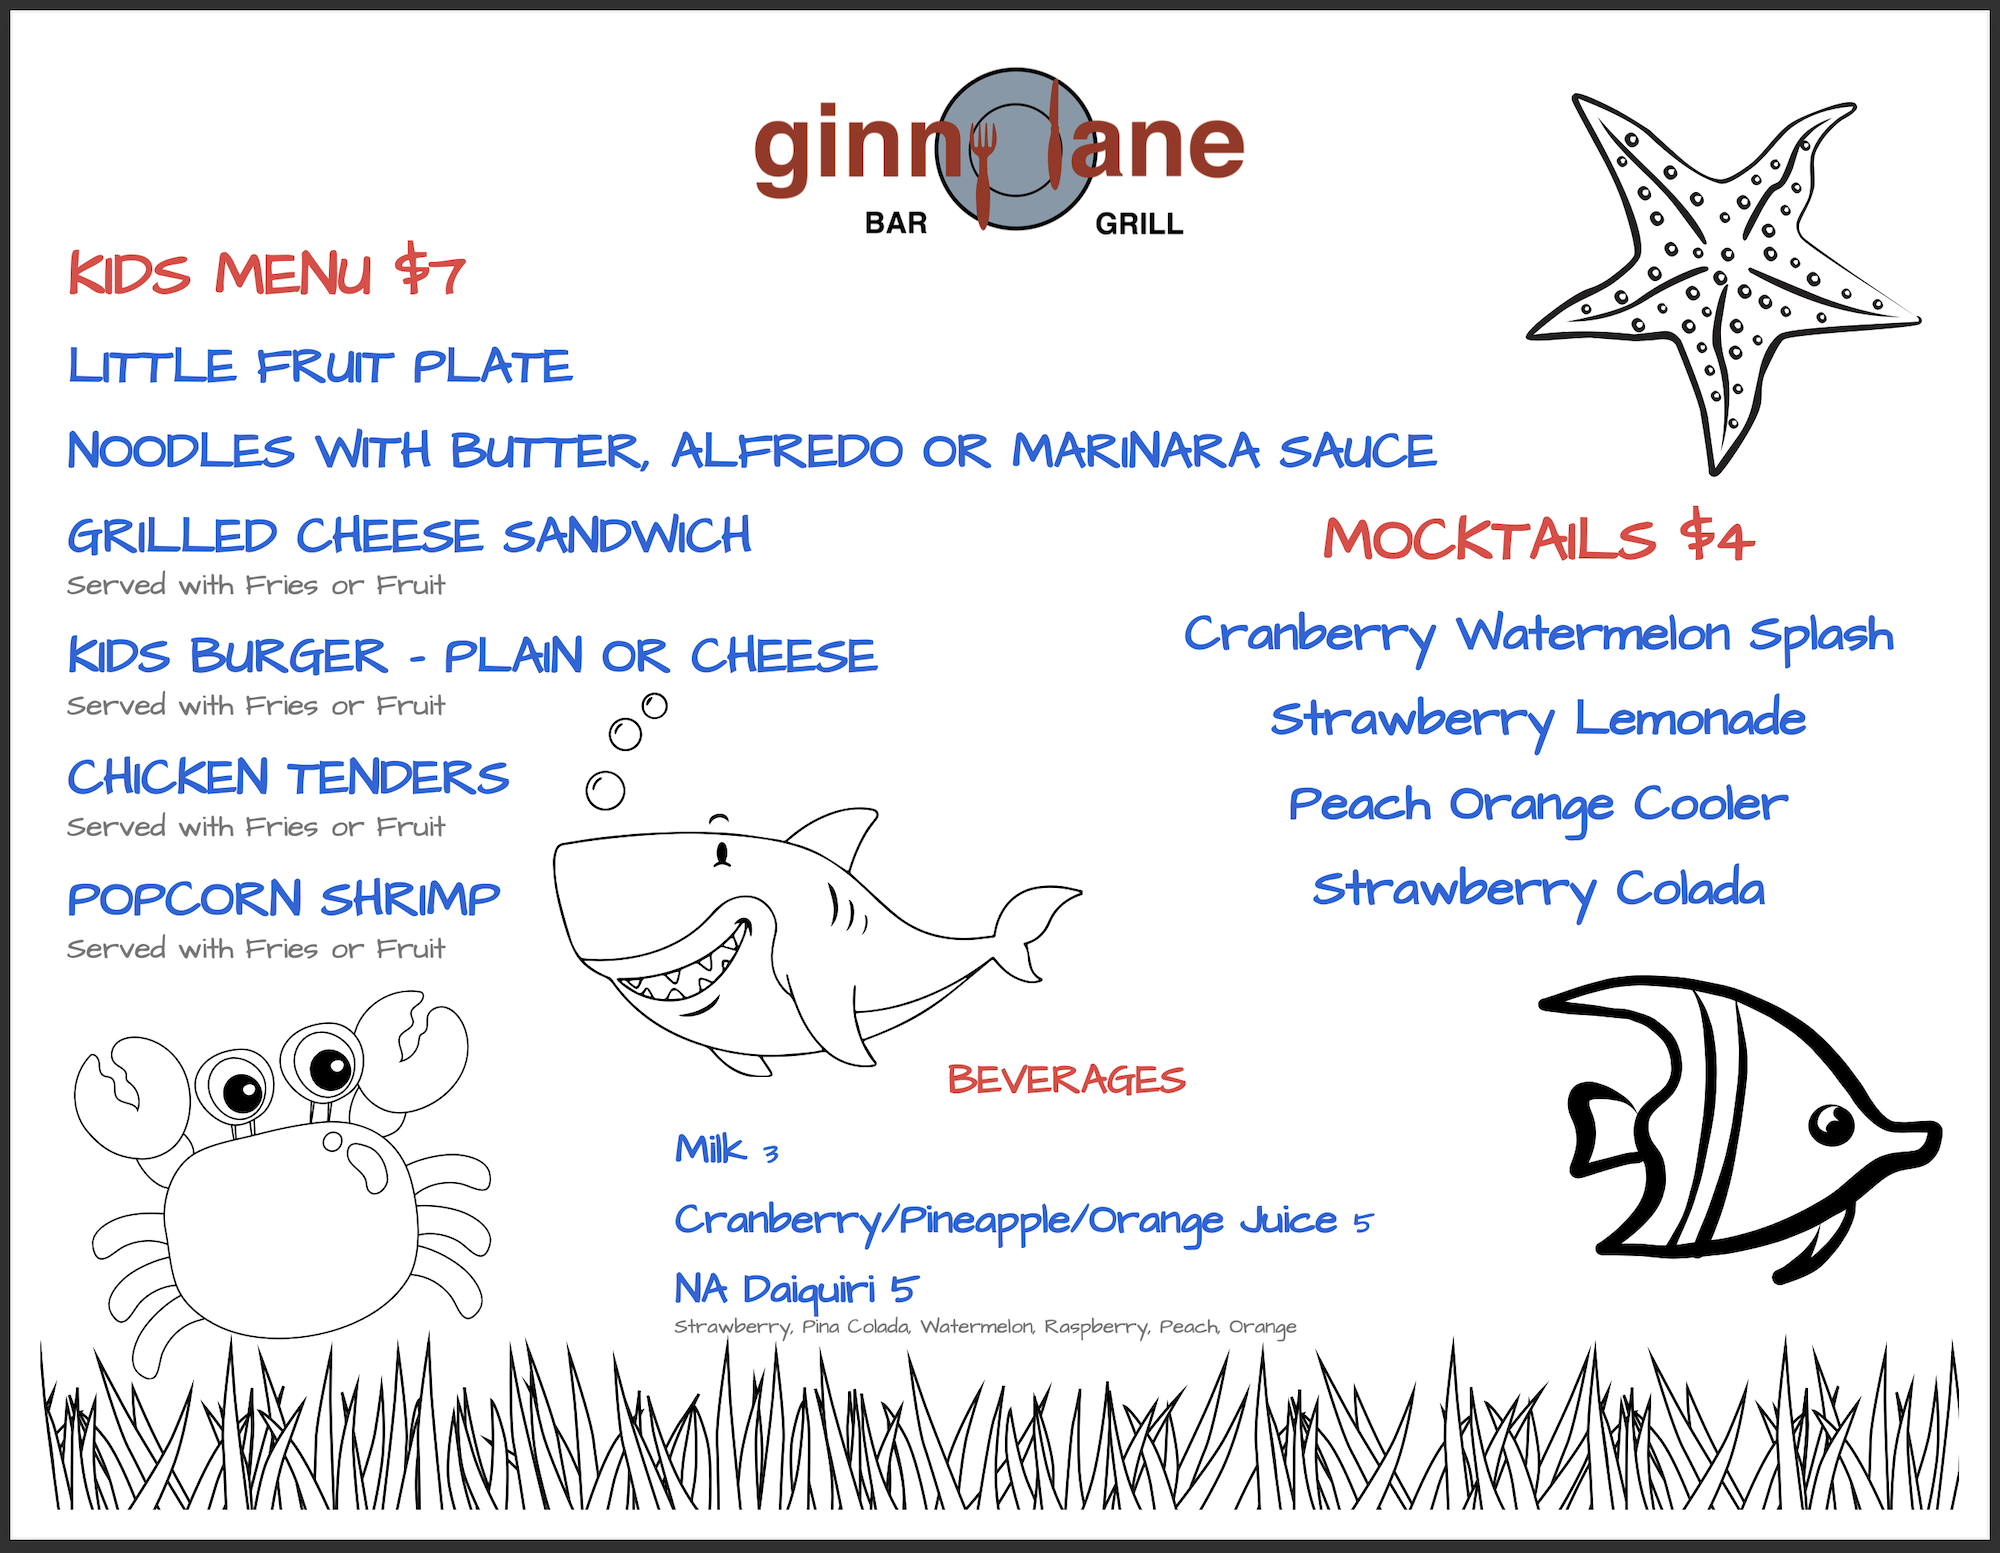 ginny lane
BAR GRILL
KIDS MENU $7
LITTLE FRUIT PLATE
NOODLES WITH BUTTER, ALFREDO OR MARINARA SAUCE
GRILLED CHEESE SANDWICH
Served with Fries or Fruit
KIDS BURGER - PLAIN OR CHEESE
Served with Fries or Fruit
CHICKEN TENDERS
Served with Fries or Fruit
POPCORN SHRIMP
Served with Fries or Fruit
MOCKTAILS $4
Cranberry Watermelon Splash
Strawberry Lemonade
Peach Orange Cooler
Strawberry Colada
BEVERAGES
Milk 3
Cranberry/Pineapple/Orange Juice 5
NA Daiquiri 5
Strawberry, Pina Colada, Watermelon, Raspberry, Peach, Orange